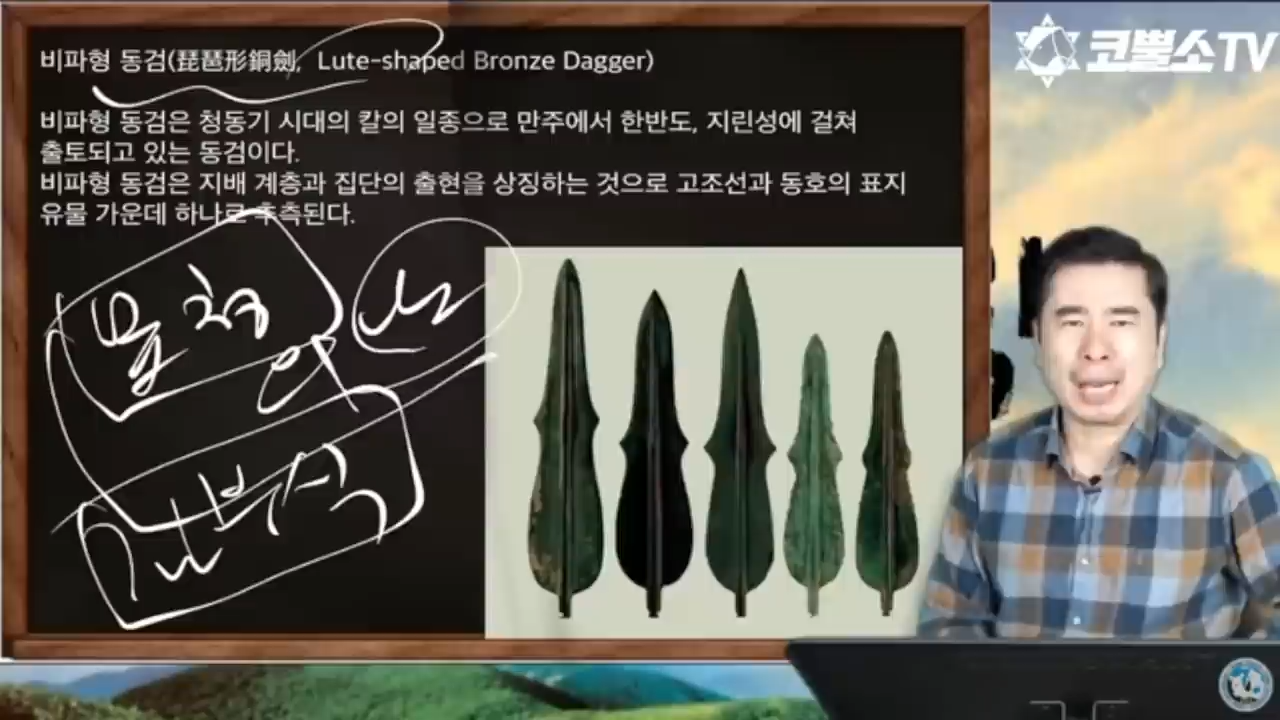 비파형 동검(琵琶形銅劍, Lute-shaped Bronze Dagger)
코뿔소TV
비파형 동검은 청동기 시대의 칼의 일종으로 만주에서 한반도, 지린성에 걸쳐
출토되고 있는 동검이다.
비파형 동검은 지배 계층과 집단의 출현을 상징하는 것으로 고조선과 동호의 표지
유물 가운데 하나로 추측된다.